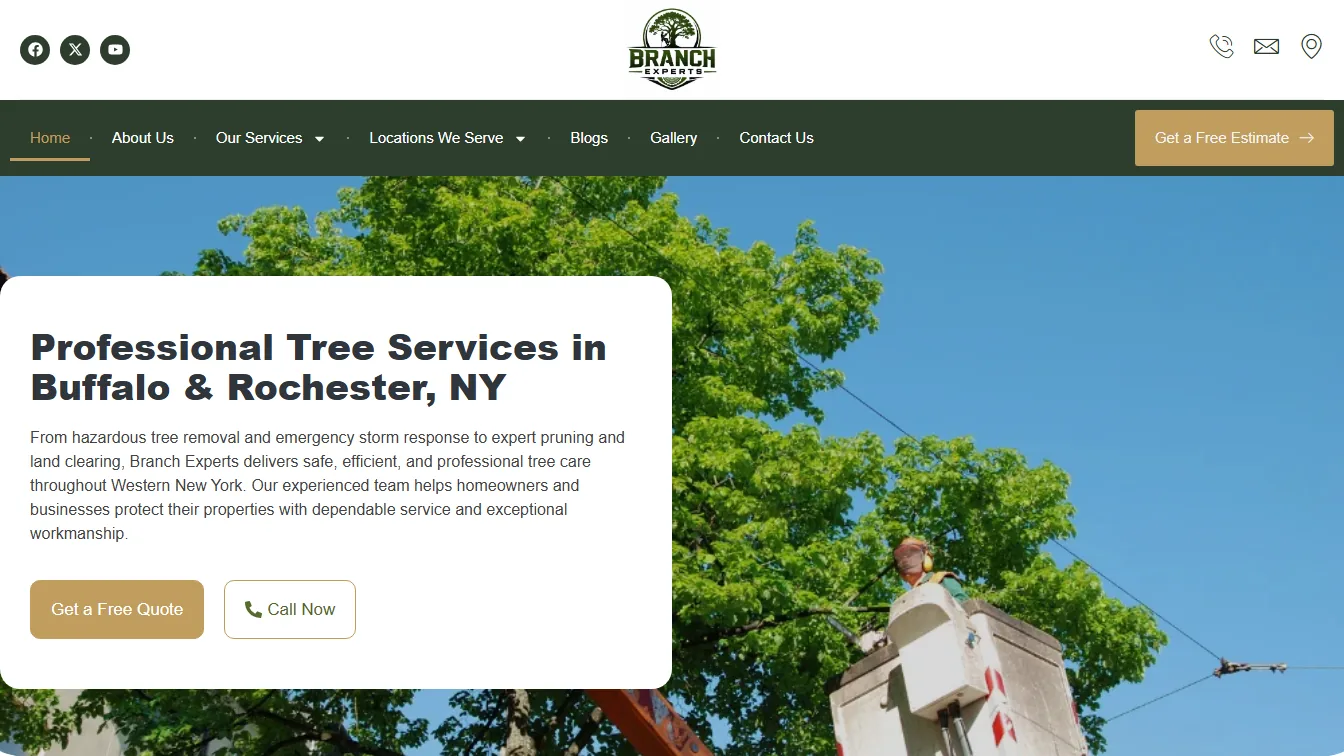 BRANCH
EXPERTS
Home
About Us
Our Services
Locations We Serve
Blogs
Gallery
Contact Us
Get a Free Estimate
Professional Tree Services in
Buffalo & Rochester, NY
From hazardous tree removal and emergency storm response to expert pruning and
land clearing, Branch Experts delivers safe, efficient, and professional tree care
throughout Western New York. Our experienced team helps homeowners and
businesses protect their properties with dependable service and exceptional
workmanship.
Get a Free Quote
Call Now